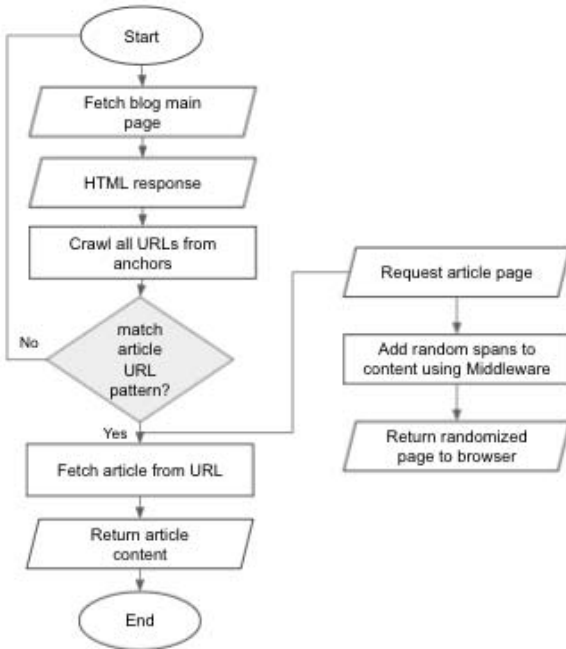 Start
Fetch blog main
page
HTML response
Crawl all URLs from
anchors
match
article
URL
pattern?
No
Yes
Fetch article from URL
Return article
content
End
Request article page
Add random spans to
content using Middleware
Return randomized
page to browser